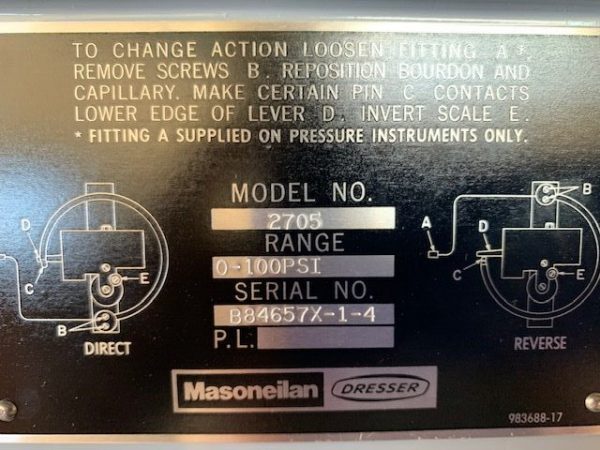 TO CHANGE ACTION LOOSEN FITTING A*.
REMOVE SCREWS B. REPOSITION BOURDON AND
CAPILLARY. MAKE CERTAIN PIN C CONTACTS
LOWER EDGE OF LEVER D. INVERT SCALE E.
* FITTING A SUPPLIED ON PRESSURE INSTRUMENTS ONLY.
MODEL NO.
2705
RANGE
0-100PSI
SERIAL NO.
B84657X-1-4
P.L.
D
C
E
B
DIRECT
B
A
D
C
E
REVERSE
Masoneilan DRESSER
983688-17